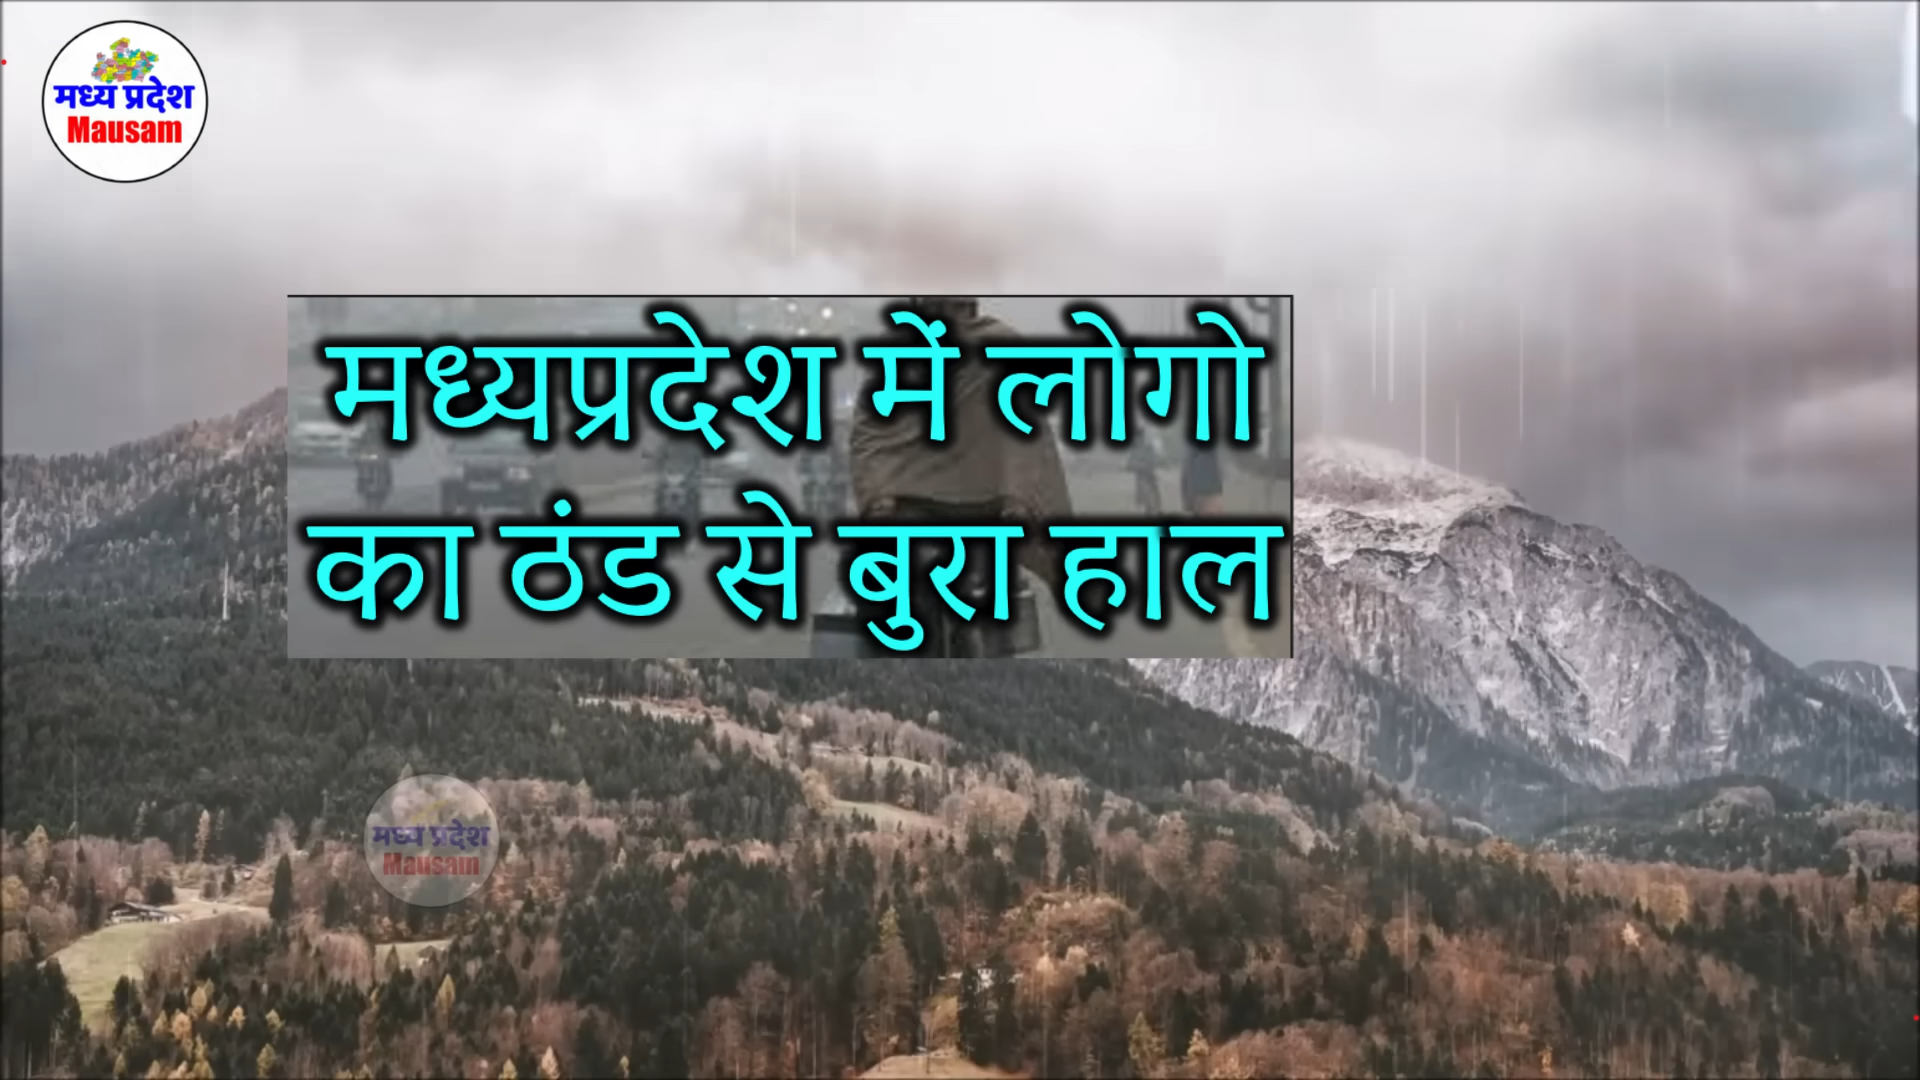 मध्य प्रदेश
Mausam
मध्यप्रदेश में लोगो
का ठंड से बुरा हाल
मध्य प्रदेश
Mausam